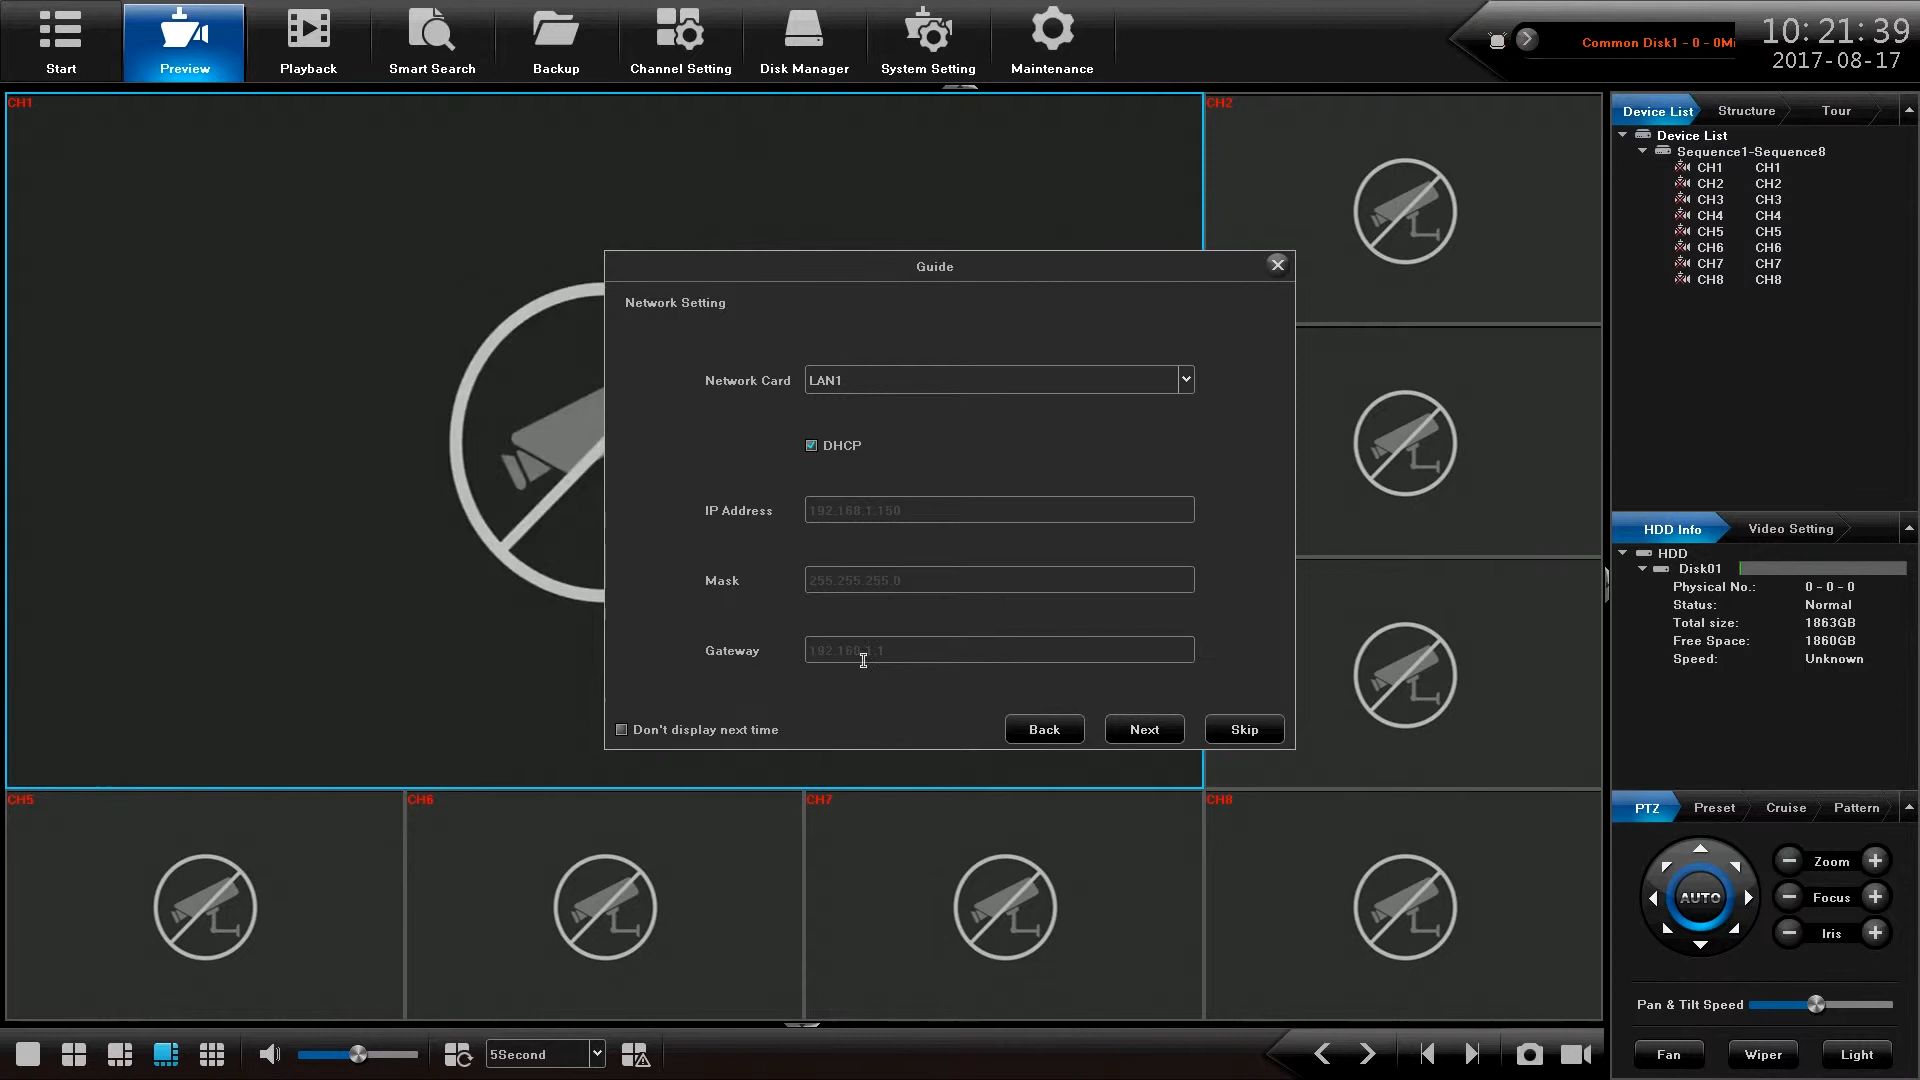 Start
Preview
Playback
Smart Search
Backup
Channel Setting
Disk Manager
System Setting
Maintenance
Common Disk1 - 0 - 0Mi
10:21:39
2017-08-17
CH1
CH2
Guide
Network Setting
Network Card LAN1
DHCP
IP Address 192.168.1.150
Mask 255.255.255.0
Gateway 192.168.1.1
Don't display next time
Back
Next
Skip
CH5
CH6
CH7
CH8
5Second
Device List
Structure
Tour
Device List
Sequence1-Sequence8
CH1 CH1
CH2 CH2
CH3 CH3
CH4 CH4
CH5 CH5
CH6 CH6
CH7 CH7
CH8 CH8
HDD Info
Video Setting
HDD
Disk01
Physical No.: 0 - 0 - 0
Status: Normal
Total size: 1863GB
Free Space: 1860GB
Speed: Unknown
PTZ
Preset
Cruise
Pattern
AUTO
Zoom
Focus
Iris
Pan & Tilt Speed
Fan
Wiper
Light